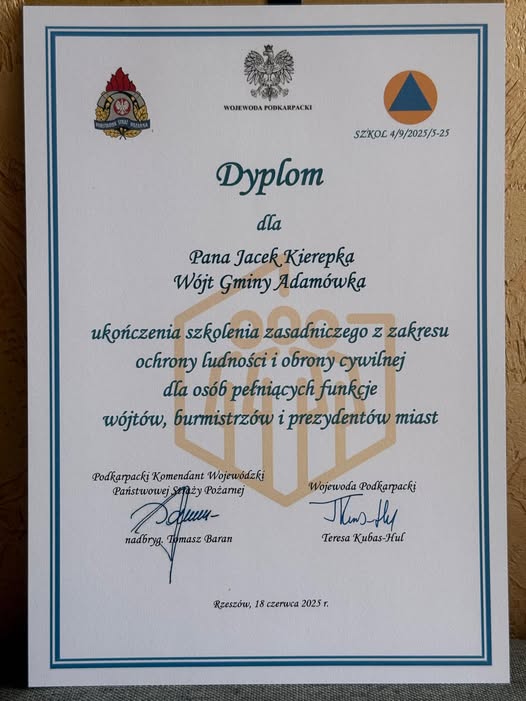 WOJEWODA PODKARPACKI
SZKOL 4/9/2025/5-25
Dyplom
dla
Pana Jacek Kierepka
Wójt Gminy Adamówka
ukończenia szkolenia zasadniczego z zakresu
ochrony ludności i obrony cywilnej
dla osób pełniących funkcje
wójtów, burmistrzów i prezydentów miast
Podkarpacki Komendant Wojewódzki
Państwowej Straży Pożarnej
nadbryg. Tomasz Baran
Wojewoda Podkarpacki
Teresa Kubas-Hul
Rzeszów, 18 czerwca 2025 r.